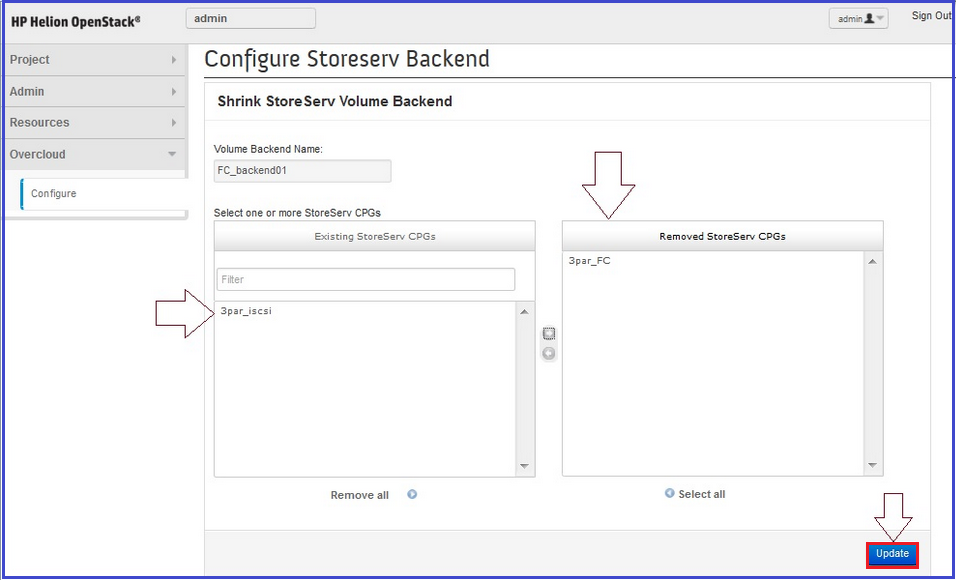 HP Helion OpenStack®
admin
admin
Sign Out
Project
Admin
Resources
Overcloud
Configure
Configure Storeserv Backend
Shrink StoreServ Volume Backend
Volume Backend Name:
FC_backend01
Select one or more StoreServ CPGs
Existing StoreServ CPGs
Filter
3par_iscsi
Remove all
Removed StoreServ CPGs
3par_FC
Select all
Update